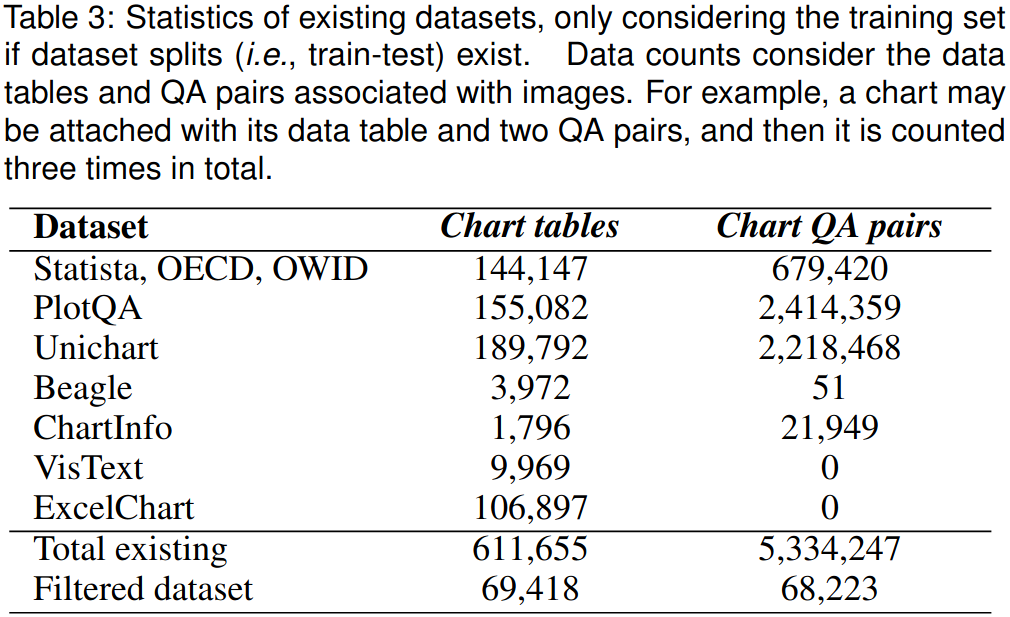 Table 3: Statistics of existing datasets, only considering the training set
if dataset splits (i.e., train-test) exist. Data counts consider the data
tables and QA pairs associated with images. For example, a chart may
be attached with its data table and two QA pairs, and then it is counted
three times in total.
Dataset Chart tables Chart QA pairs
Statista, OECD, OWID 144,147 679,420
PlotQA 155,082 2,414,359
Unichart 189,792 2,218,468
Beagle 3,972 51
ChartInfo 1,796 21,949
VisText 9,969 0
ExcelChart 106,897 0
Total existing 611,655 5,334,247
Filtered dataset 69,418 68,223